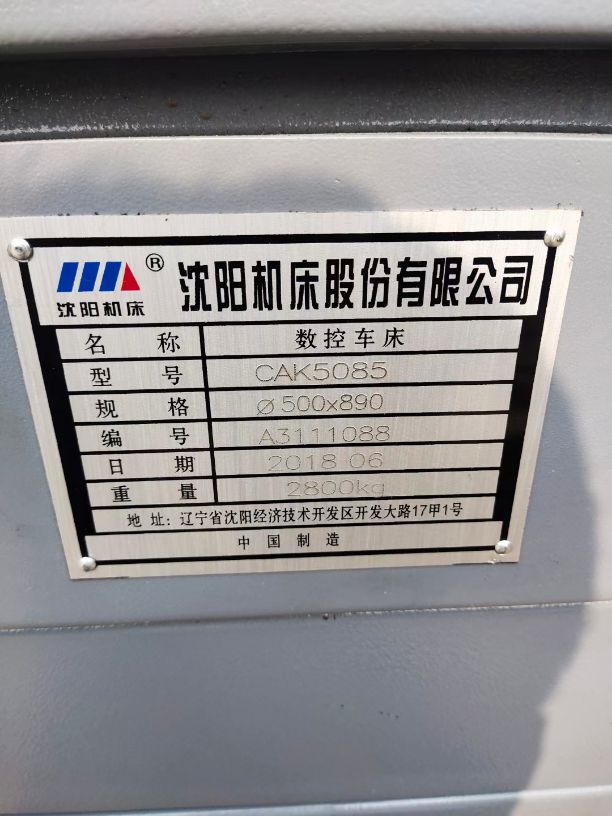 ® 沈阳机床股份有限公司
沈阳机床
名 称 数控车床
型 号 CAK5085
规 格 Ø500x890
编 号 A3111088
日 期 2018 06
重 量 2800kg
地 址: 辽宁省沈阳经济技术开发区开发大路17甲1号
中 国 制 造